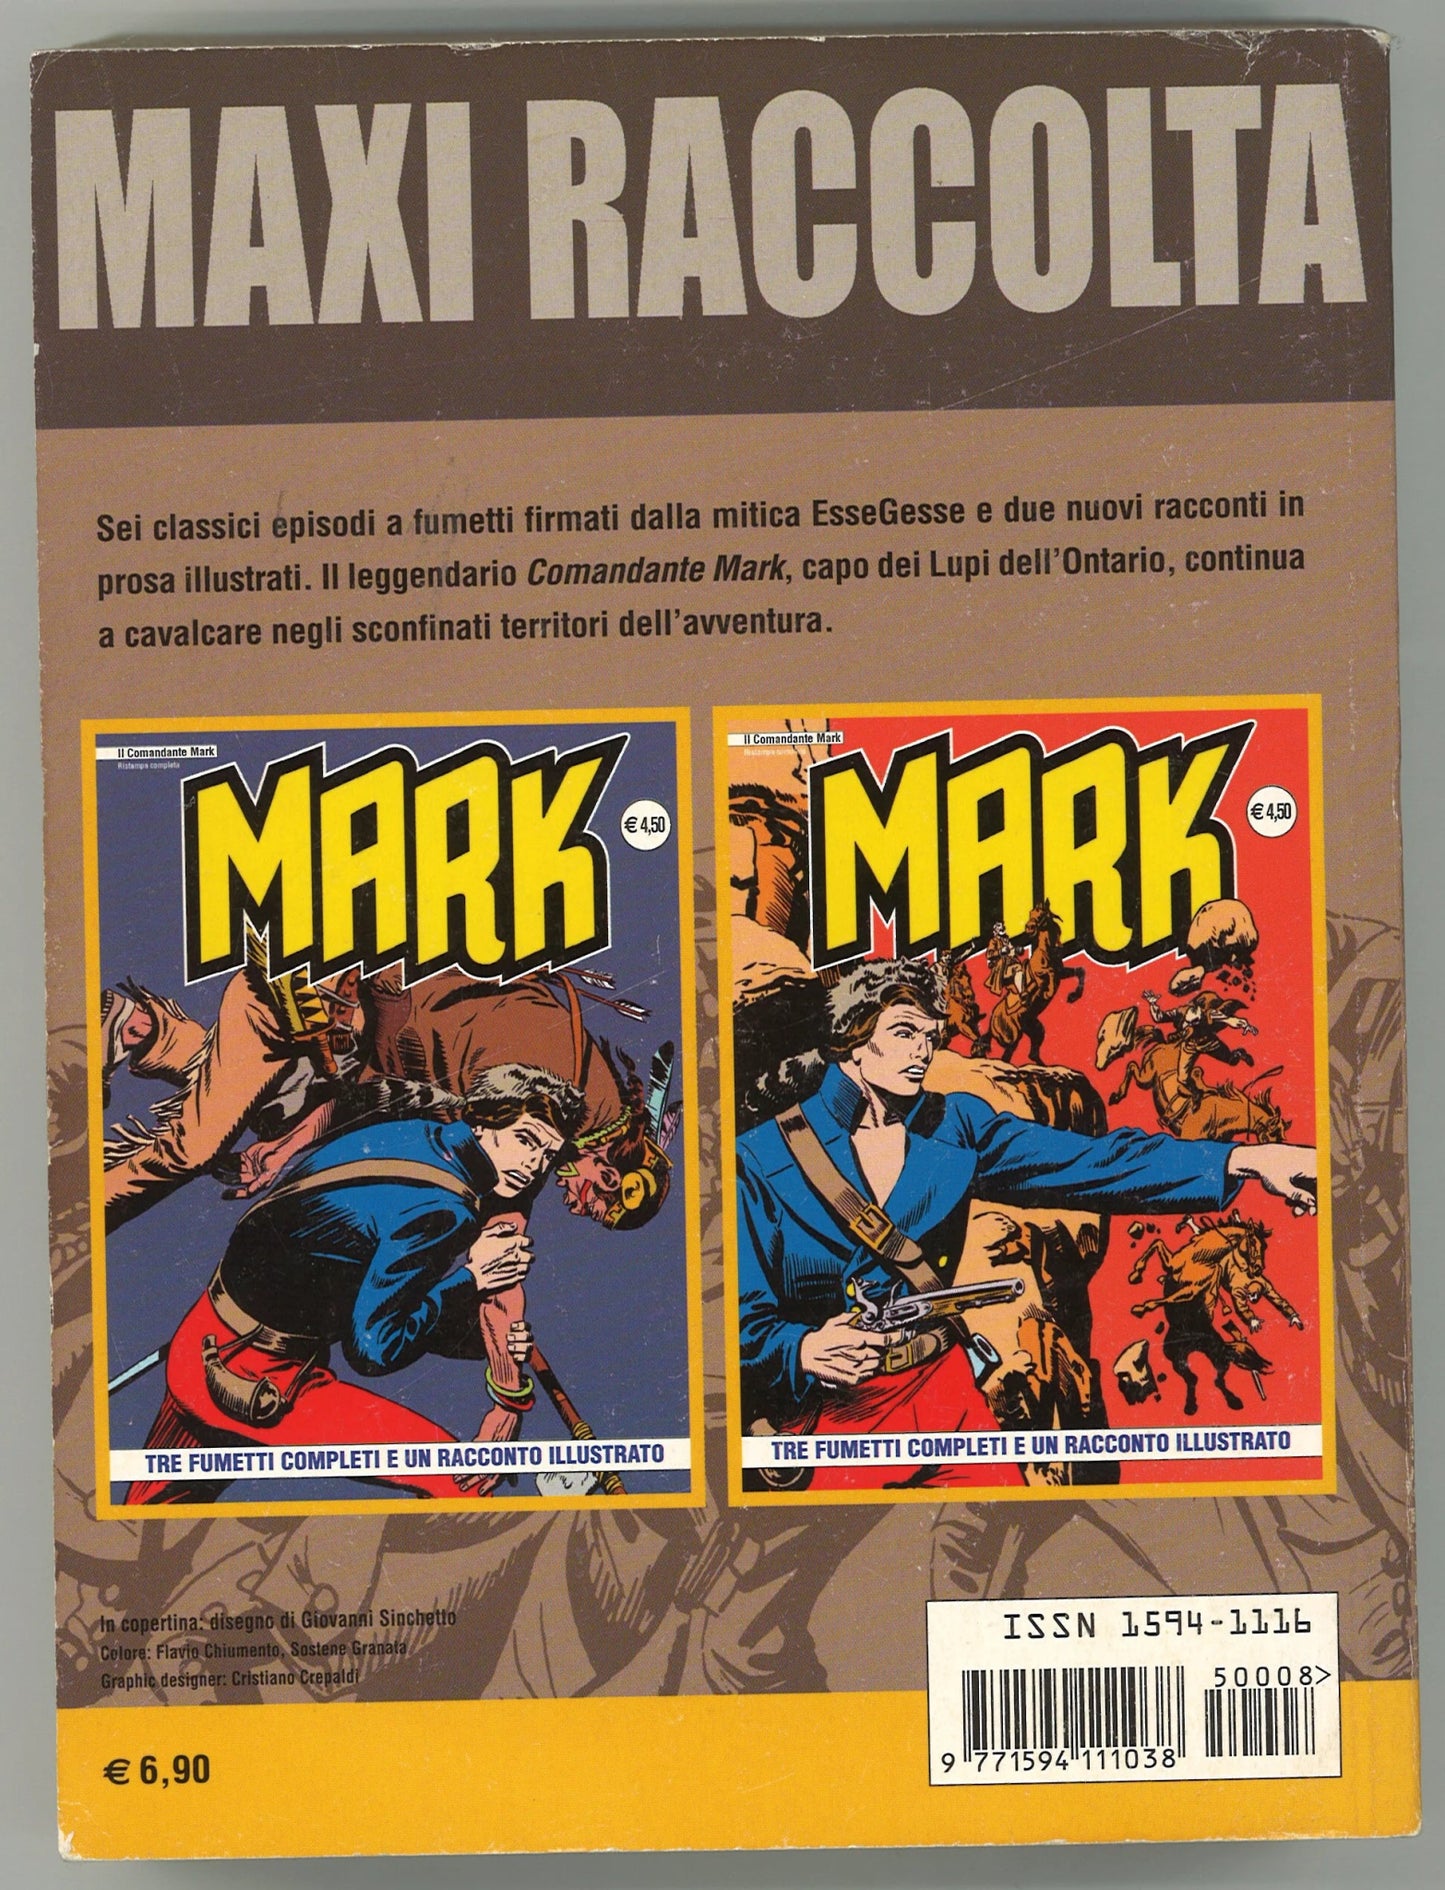 MAXI RACCOLTA
Sei classici episodi a fumetti firmati dalla mitica EsseGesse e due nuovi racconti in
prosa illustrati. Il leggendario Comandante Mark, capo dei Lupi dell'Ontario, continua
a cavalcare negli sconfinati territori dell'avventura.
Il Comandante Mark
Ristampa completa
MARK
€ 4,50
TRE FUMETTI COMPLETI E UN RACCONTO ILLUSTRATO
Il Comandante Mark
Ristampa completa
MARK
€ 4,50
TRE FUMETTI COMPLETI E UN RACCONTO ILLUSTRATO
In copertina: disegno di Giovanni Sinchetto
Colore: Flavio Chiumento, Sostene Granata
Graphic designer: Cristiano Crepaldi
€ 6,90
ISSN 1594-1116
50008>
9 771594 111038